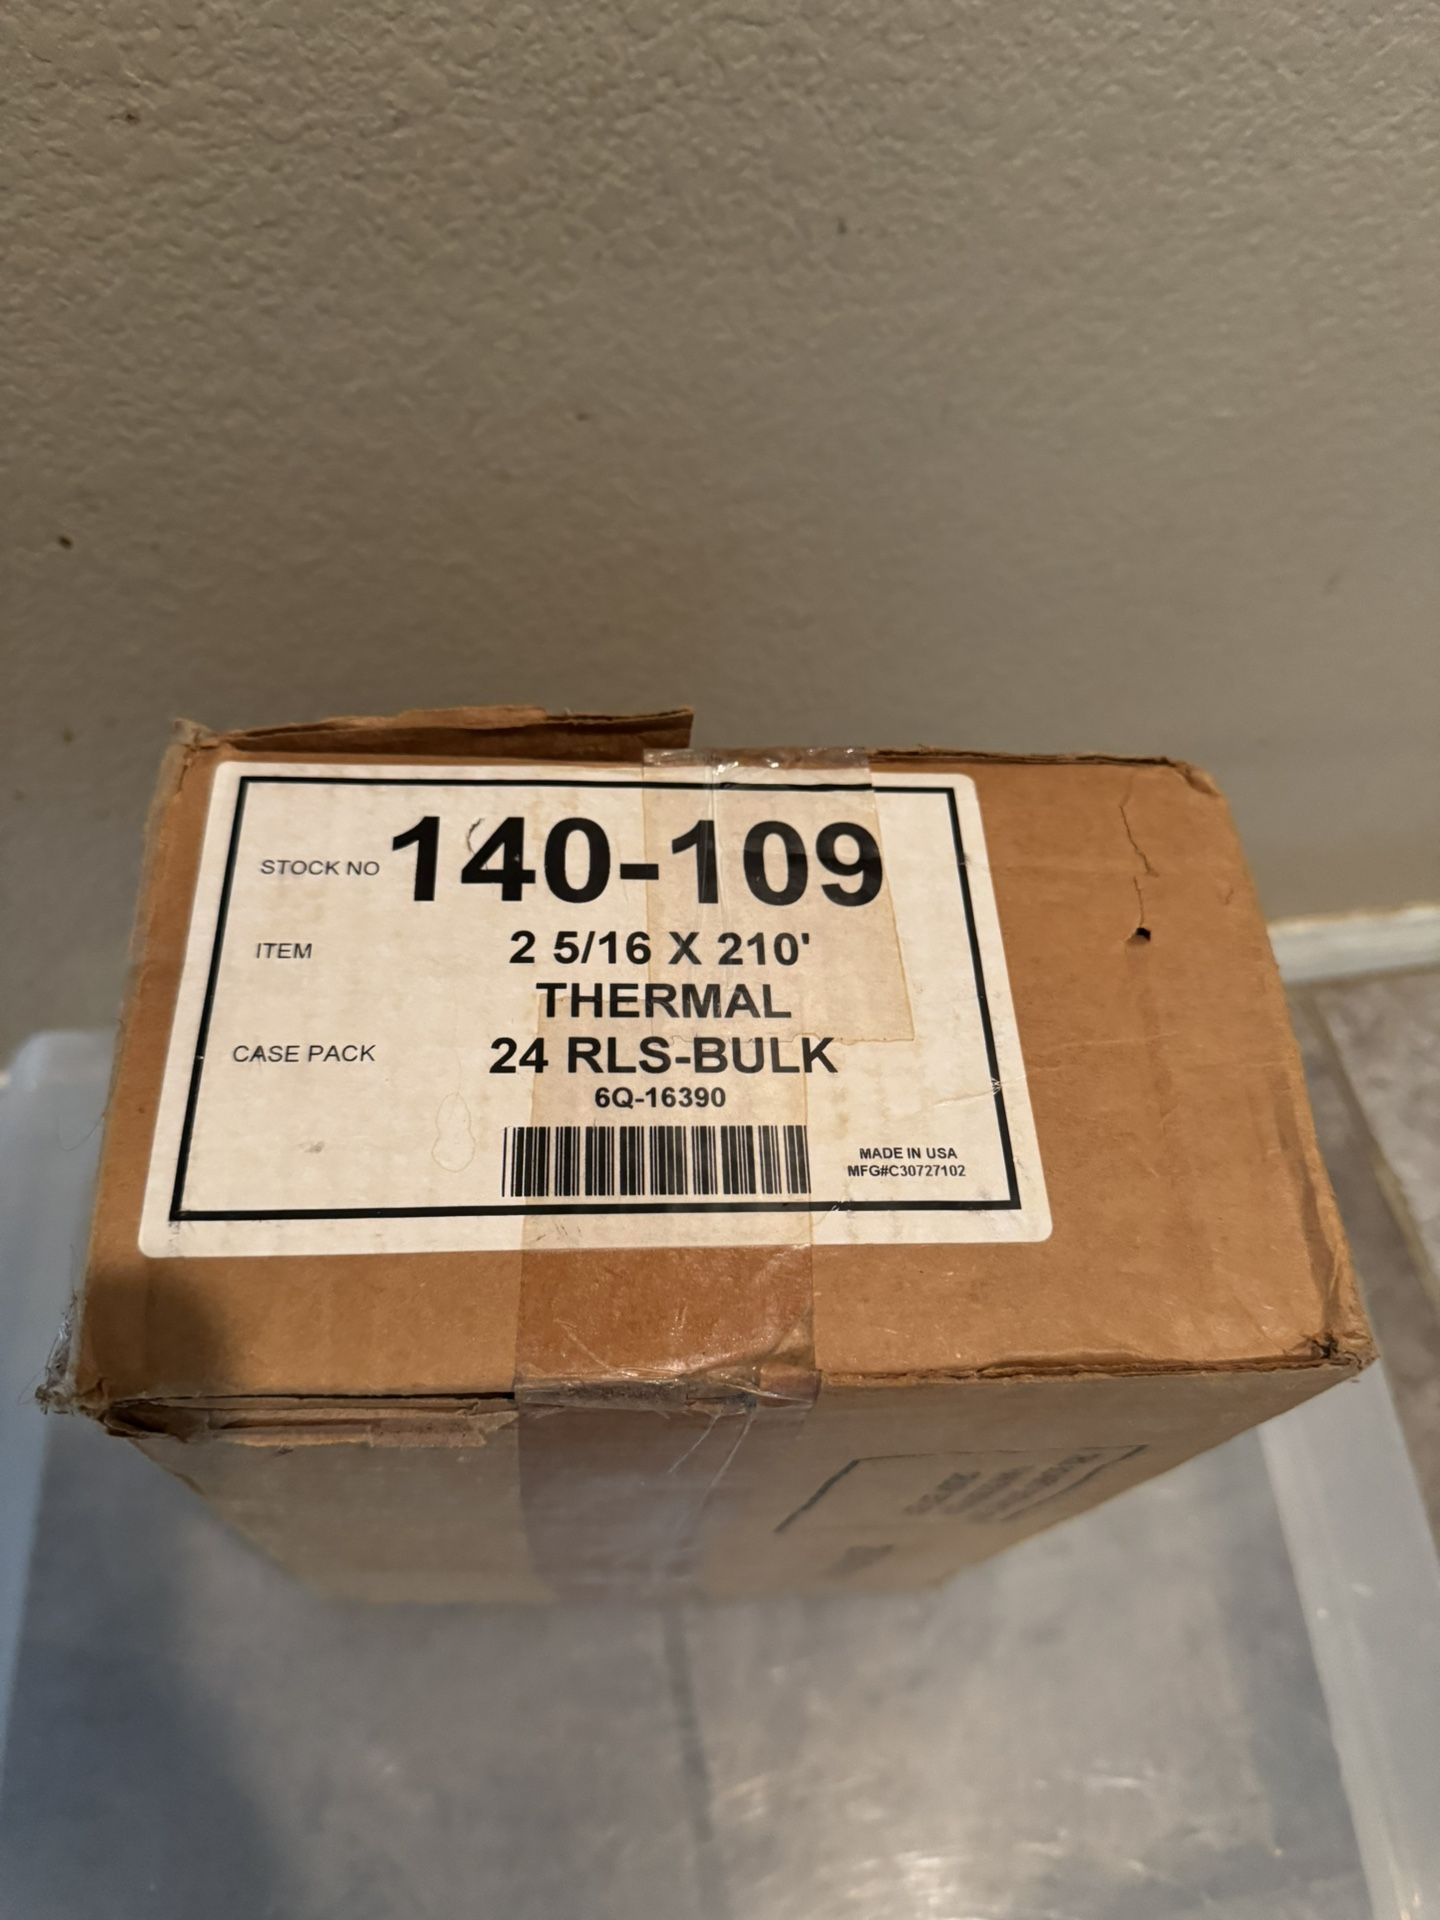 STOCK NO 140-109
ITEM 2 5/16 X 210'
THERMAL
CASE PACK 24 RLS-BULK
6Q-16390
MADE IN USA
MFG#C30727102